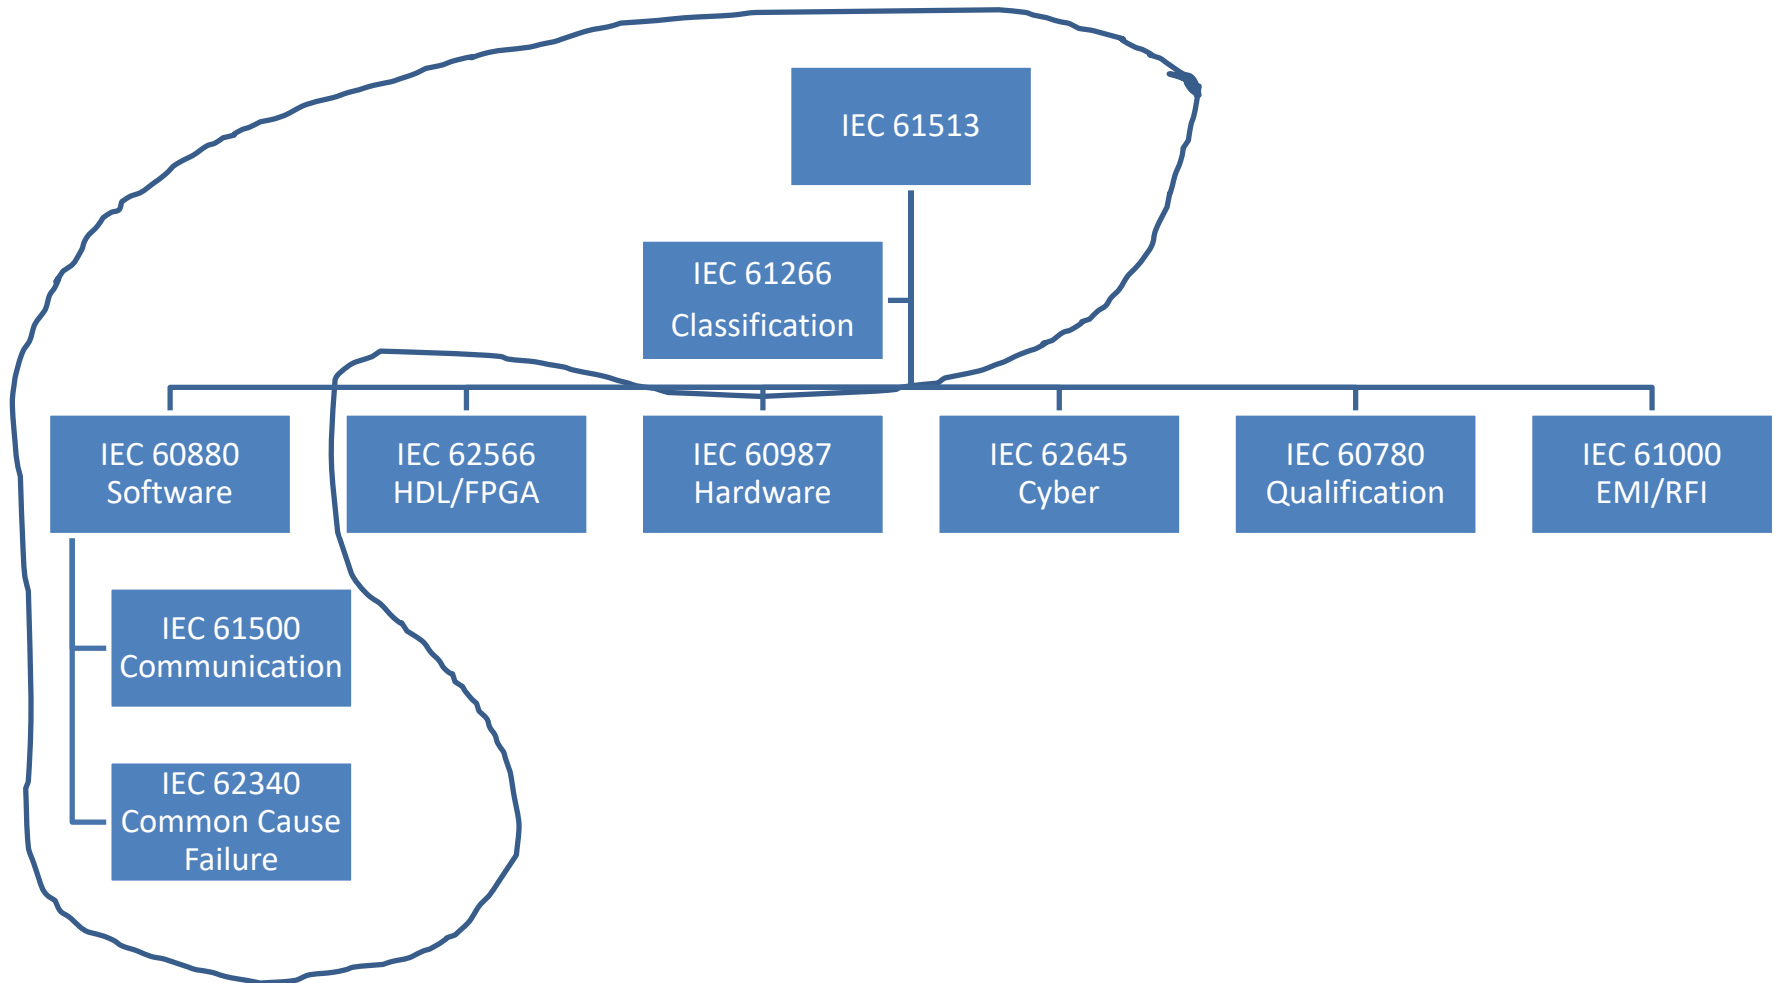 IEC 61513
IEC 61266
Classification
IEC 60880
Software
IEC 62566
HDL/FPGA
IEC 60987
Hardware
IEC 62645
Cyber
IEC 60780
Qualification
IEC 61000
EMI/RFI
IEC 61500
Communication
IEC 62340
Common Cause
Failure